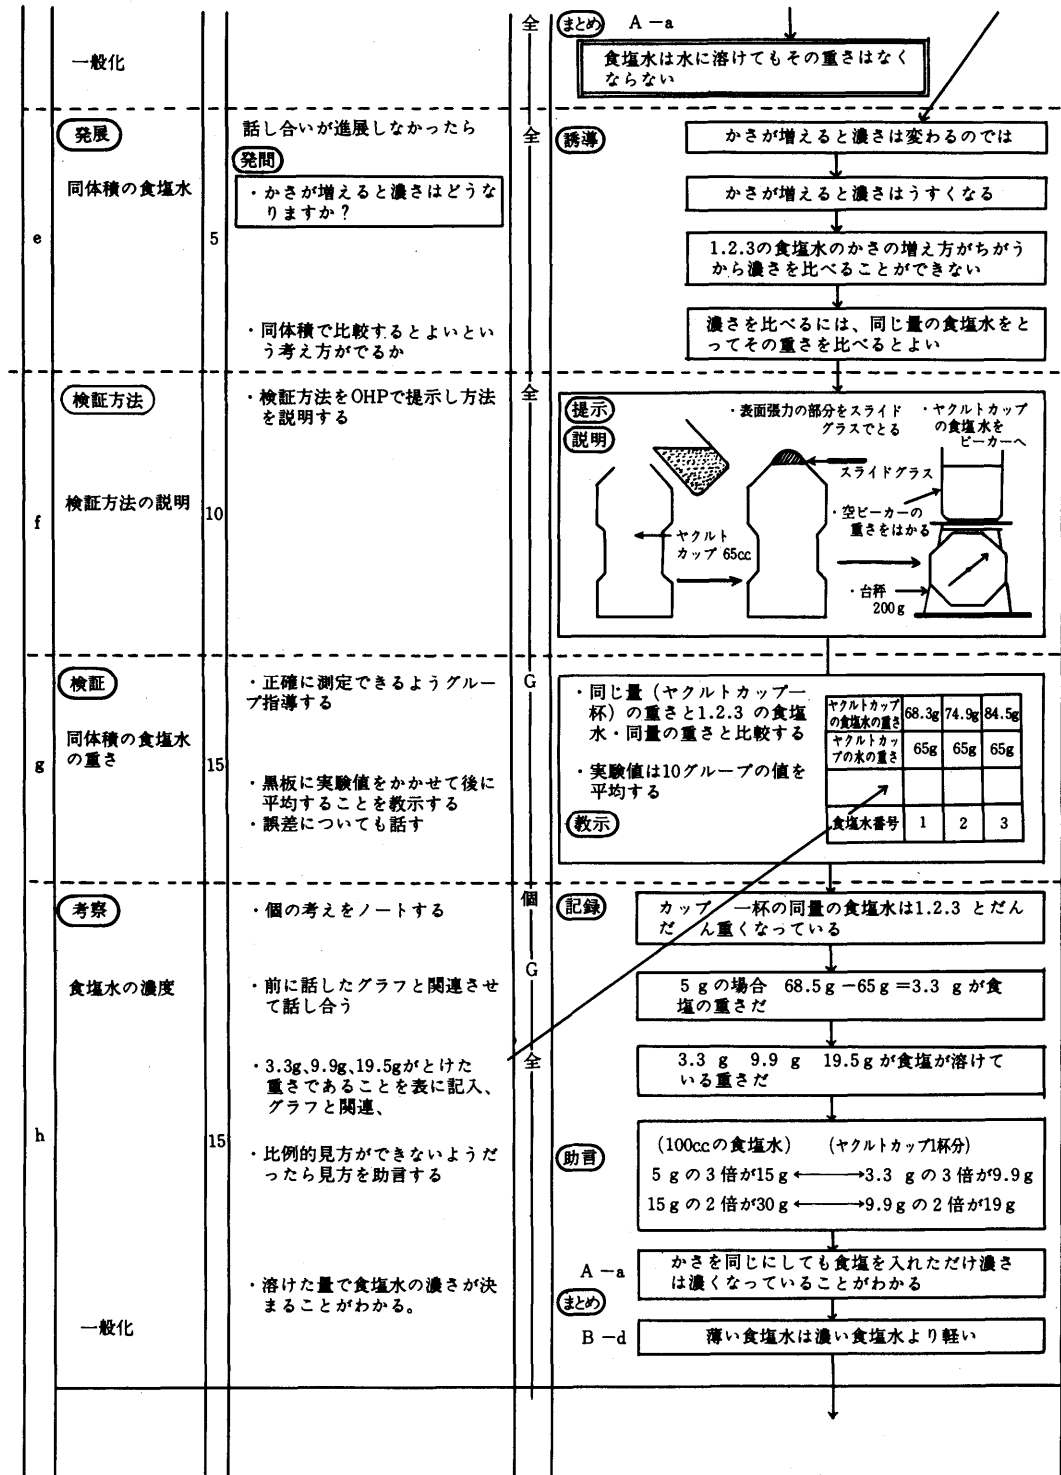 全
まとめ A－a
一般化
食塩水は水に溶けてもその重さはなく
ならない
発展
話し合いが進展しなかったら
全
誘導
かさが増えると濃さは変わるのでは
発問
同体積の食塩水
・かさが増えると濃さはどうな
りますか？
かさが増えると濃さはうすくなる
e
5
1.2.3の食塩水のかさの増え方がちがう
から濃さを比べることができない
・同体積で比較するとよいとい
う考え方がでるか
濃さを比べるには、同じ量の食塩水をと
ってその重さを比べるとよい
検証方法
・検証方法をOHPで提示し方法
を説明する
全
提示
説明
・表面張力の部分をスライド
グラスでとる
・ヤクルトカップ
の食塩水を
ビーカーへ
スライドグラス
検証方法の説明
f
10
・空ビーカーの
重さをはかる
ヤクルト
カップ 65cc
・台秤
200g
検証
・正確に測定できるようグルー
プ指導する
G
・同じ量（ヤクルトカップ一
杯）の重さと1.2.3 の食塩
水・同量の重さと比較する
同体積の食塩水
の重さ
g
15
・黒板に実験値をかかせて後に
平均することを教示する
・誤差についても話す
・実験値は10グループの値を
平均する
教示
ヤクルトカップ
の食塩水の重さ 68.3g 74.9g 84.5g
ヤクルトカッ
プの水の重さ 65g 65g 65g
食塩水番号 1 2 3
考察
・個の考えをノートする
個
記録
カップ 一杯の同量の食塩水は1.2.3 とだん
だ ん重くなっている
食塩水の濃度
・前に話したグラフと関連させ
て話し合う
G
5 g の場合 68.5g－65g＝3.3 g が食
塩の重さだ
・3.3g、9.9g、19.5gがとけた
重さであることを表に記入、
グラフと関連、
全
3.3 g 9.9 g 19.5g が食塩が溶けて
いる重さだ
h
15
・比例的見方ができないようだ
ったら見方を助言する
助言
(100ccの食塩水) (ヤクルトカップ1杯分)
5 g の 3 倍が15g ←→3.3 g の 3 倍が9.9g
15g の 2 倍が30g ←→9.9g の 2 倍が19g
・溶けた量で食塩水の濃さが決
まることがわかる。
A－a
かさを同じにしても食塩を入れただけ濃さ
は濃くなっていることがわかる
まとめ
一般化
B－d
薄い食塩水は濃い食塩水より軽い